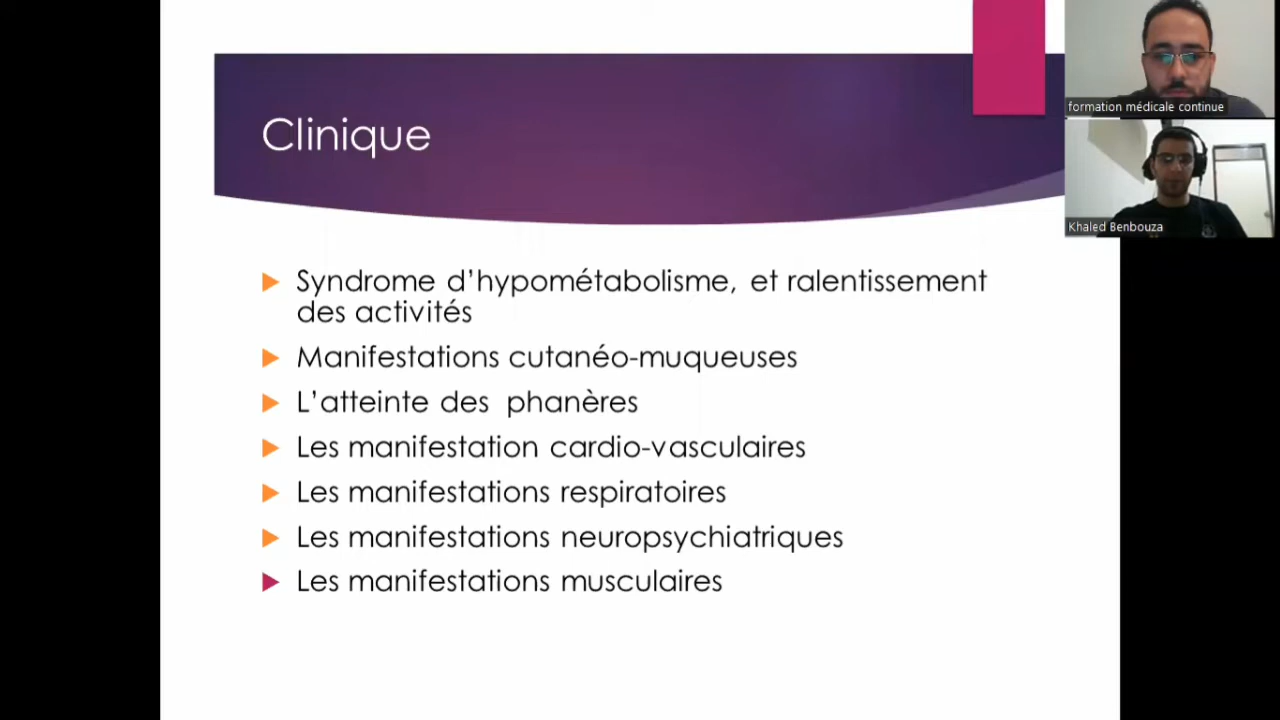 Clinique
Syndrome d’hypométabolisme, et ralentissement
des activités
Manifestations cutanéo-muqueuses
L’atteinte des phanères
Les manifestation cardio-vasculaires
Les manifestations respiratoires
Les manifestations neuropsychiatriques
Les manifestations musculaires
formation médicale continue
Khaled Benbouza